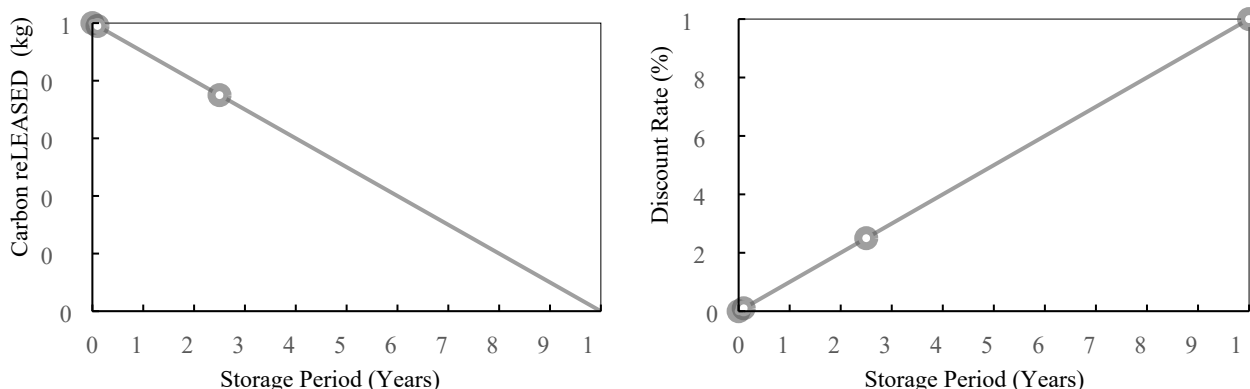 Carbon reLEASED (kg)
1
0
0
0
0
0
0 1 2 3 4 5 6 7 8 9 1
Storage Period (Years)
Discount Rate (%)
1
8
6
4
2
0
0 1 2 3 4 5 6 7 8 9 1
Storage Period (Years)